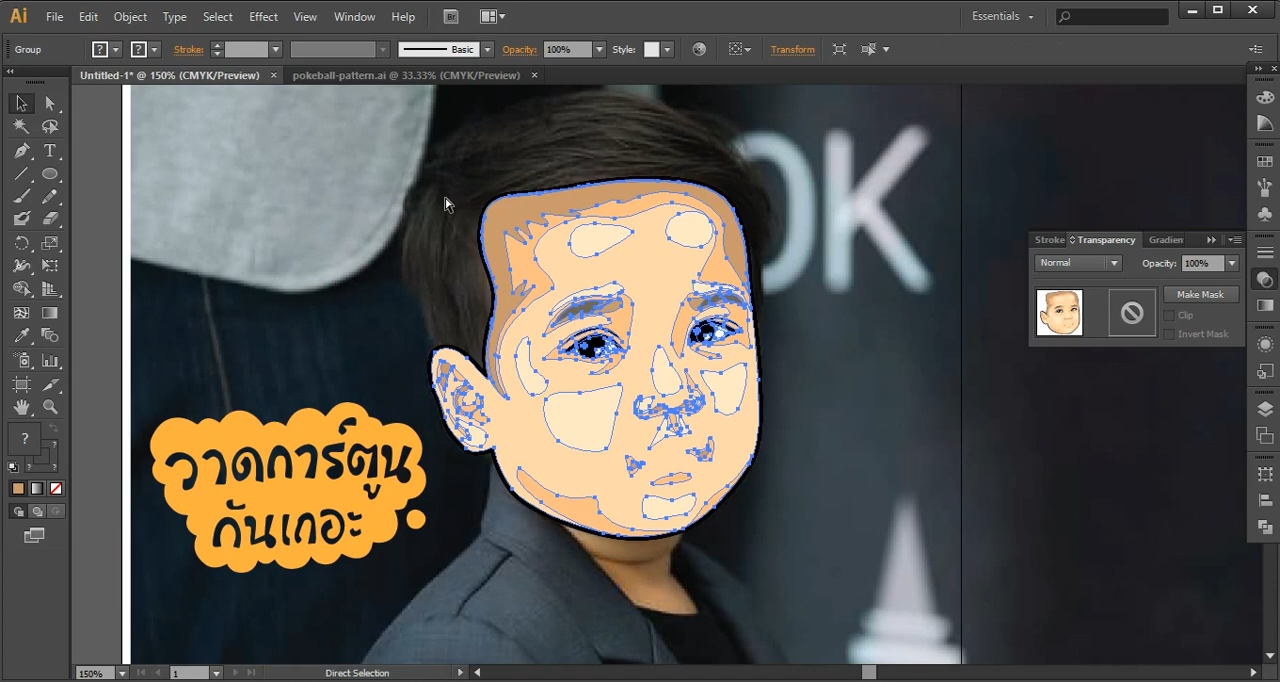 Ai File Edit Object Type Select Effect View Window Help Br Essentials
Group Stroke: Basic Opacity: 100% Style: Transform
Untitled-1* @ 150% (CMYK/Preview) × pokeball-pattern.ai @ 33.33% (CMYK/Preview) ×
OK
Stroke Transparency Gradien
Normal Opacity: 100%
Make Mask
Clip
Invert Mask
วาดการ์ตูน
กันเถอะ
150% 1 Direct Selection